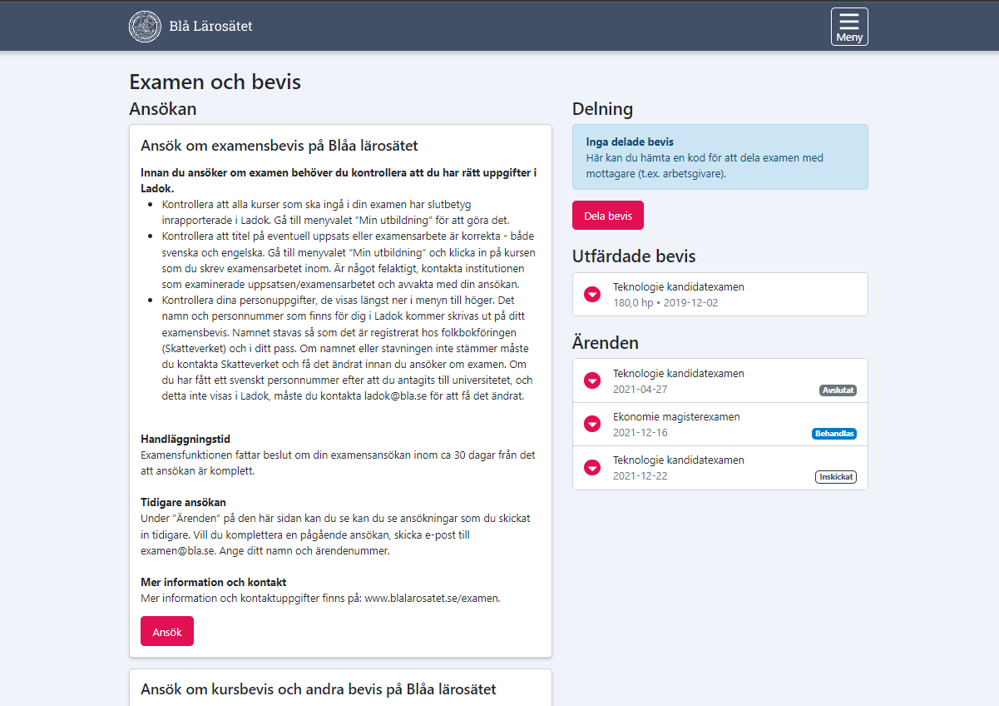 Blå Lärosätet
Meny
Examen och bevis
Ansökan
Ansök om examensbevis på Blåa lärosätet
Innan du ansöker om examen behöver du kontrollera att du har rätt uppgifter i
Ladok.
• Kontrollera att alla kurser som ska ingå i din examen har slutbetyg
inrapporterade i Ladok. Gå till menyvalet ”Min utbildning” för att göra det.
• Kontrollera att titel på eventuell uppsats eller examensarbete är korrekta - både
svenska och engelska. Gå till menyvalet ”Min utbildning” och klicka in på kursen
som du skrev examensarbetet inom. Är något felaktigt, kontakta institutionen
som examinerade uppsatsen/examensarbetet och avvakta med din ansökan.
• Kontrollera dina personuppgifter, de visas längst ner i menyn till höger. Det
namn och personnummer som finns för dig i Ladok kommer skrivas ut på ditt
examensbevis. Namnet stavas så som det är registrerat hos folkbokföringen
(Skatteverket) och i ditt pass. Om namnet eller stavningen inte stämmer måste
du kontakta Skatteverket och få det ändrat innan du ansöker om examen. Om
du har fått ett svenskt personnummer efter att du antagits till universitetet, och
detta inte visas i Ladok, måste du kontakta ladok@bla.se för att få det ändrat.
Handläggningstid
Examensfunktionen fattar beslut om din examensansökan inom ca 30 dagar från det
att ansökan är komplett.
Tidigare ansökan
Under ”Ärenden” på den här sidan kan du se kan du se ansökningar som du skickat
in tidigare. Vill du komplettera en pågående ansökan, skicka e-post till
examen@bla.se. Ange ditt namn och ärendenummer.
Mer information och kontakt
Mer information och kontaktuppgifter finns på: www.blalarosatet.se/examen.
Ansök
Ansök om kursbevis och andra bevis på Blåa lärosätet
Delning
Inga delade bevis
Här kan du hämta en kod för att dela examen med
mottagare (t.ex. arbetsgivare).
Dela bevis
Utfärdade bevis
Teknologie kandidatexamen
180,0 hp • 2019-12-02
Ärenden
Teknologie kandidatexamen
2021-04-27 Avslutat
Ekonomie magisterexamen
2021-12-16 Behandlas
Teknologie kandidatexamen
2021-12-22 Inskickat